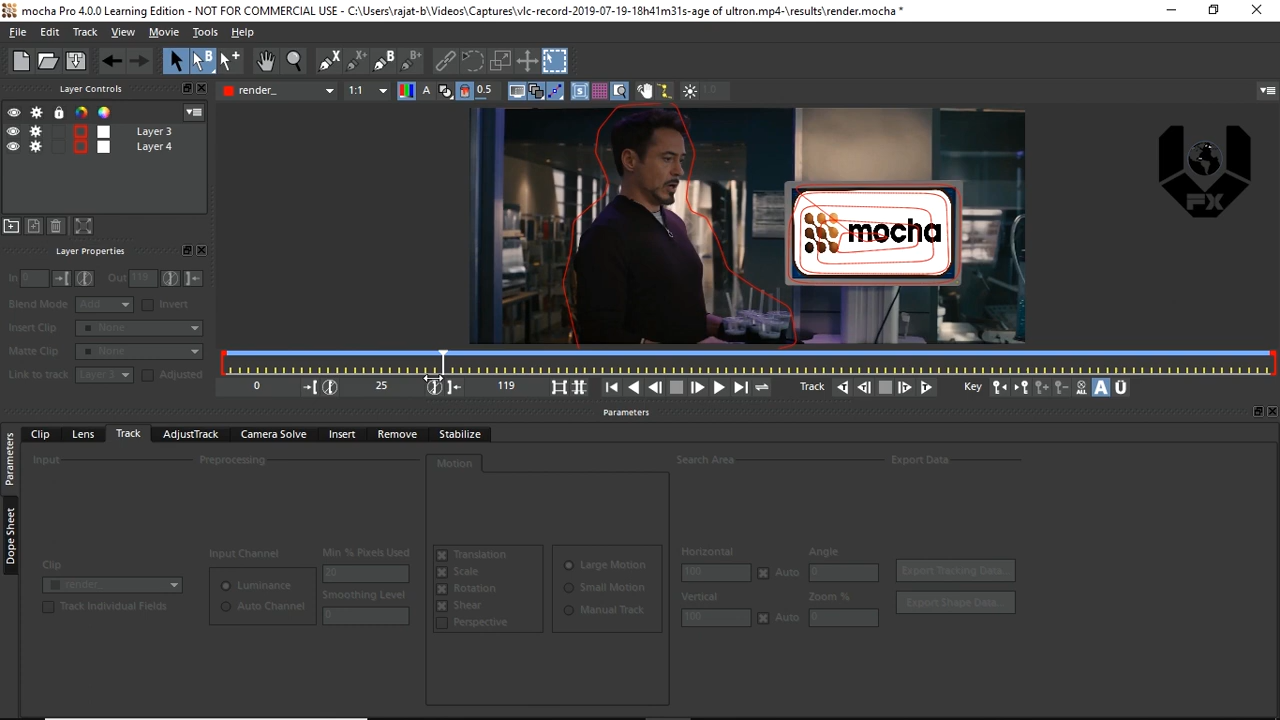 mocha Pro 4.0.0 Learning Edition - NOT FOR COMMERCIAL USE - C:\Users\rajat-b\Videos\Captures\vlc-record-2019-07-19-18h41m31s-age of ultron.mp4-\results\render.mocha *
File Edit Track View Movie Tools Help
Layer Controls
render_ 1:1 A 0.5 1.0
Layer 3
Layer 4
FX
mocha
Layer Properties
In 0 Out 119
Blend Mode Add Invert
Insert Clip None
Matte Clip None
Link to track Layer 3 Adjusted
0 25 119 Track Key ALL A Ü
Parameters
Clip Lens Track AdjustTrack Camera Solve Insert Remove Stabilize
Parameters
Dope Sheet
Input Preprocessing Motion Search Area Export Data
Clip
render_
Track Individual Fields
Input Channel
Luminance
Auto Channel
Min % Pixels Used
20
Smoothing Level
0
Translation
Scale
Rotation
Shear
Perspective
Large Motion
Small Motion
Manual Track
Horizontal Angle
100 Auto 0
Vertical Zoom %
100 Auto 0
Export Tracking Data...
Export Shape Data...